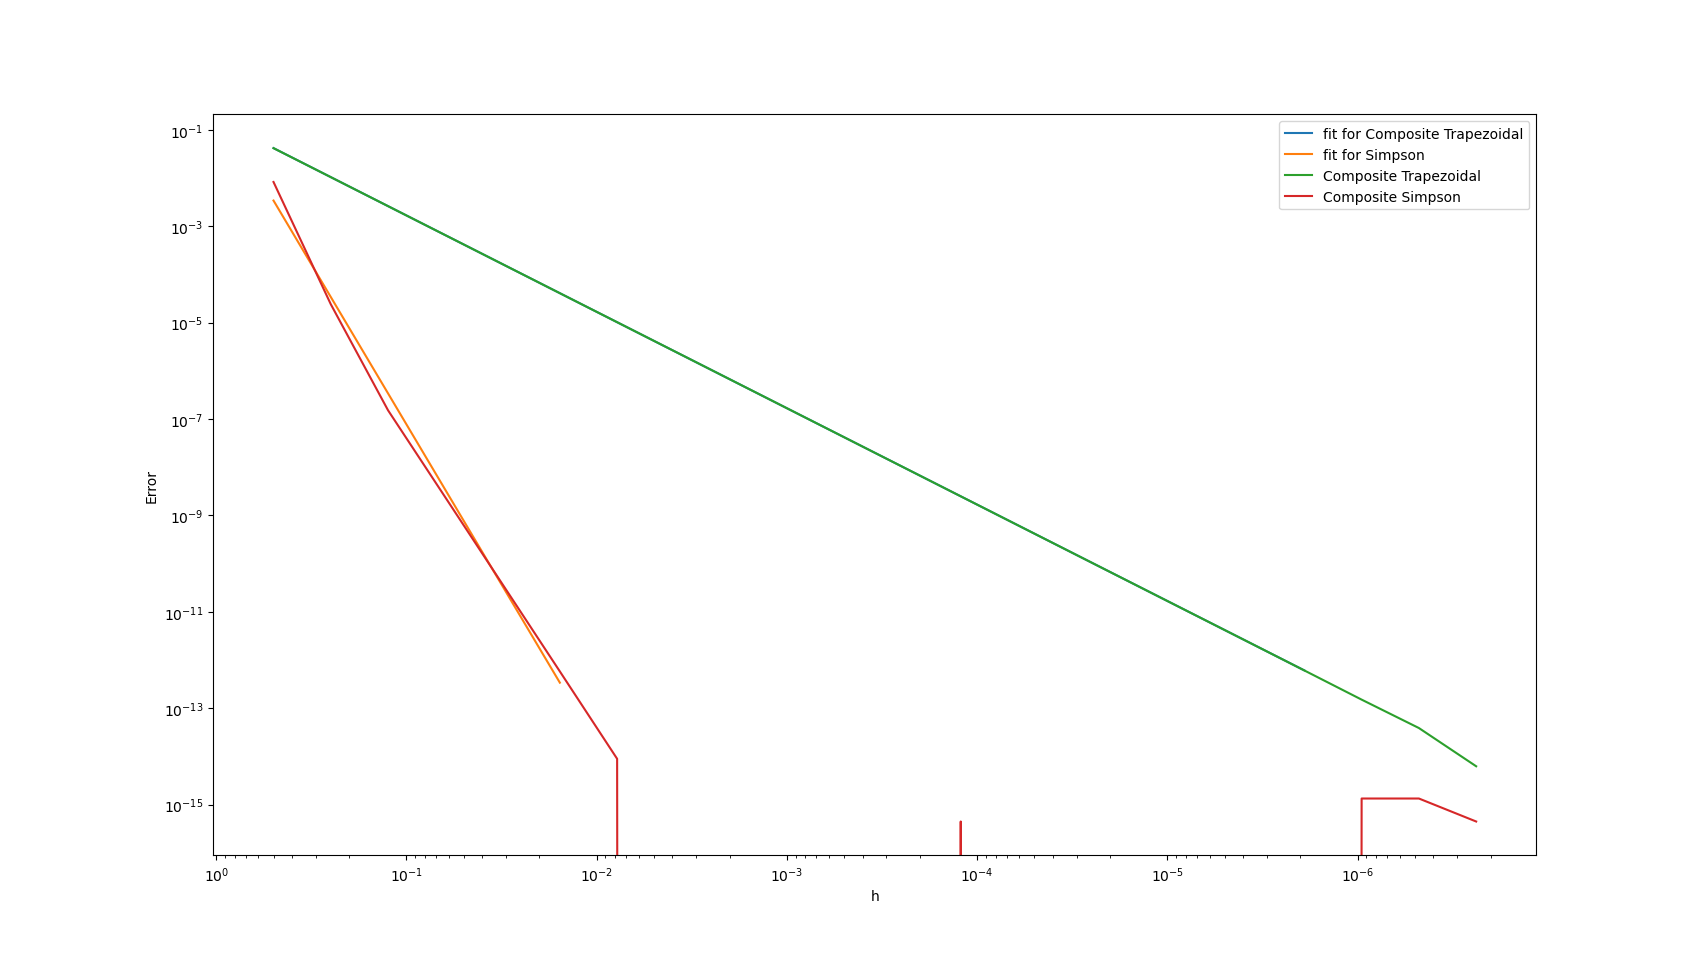 fit for Composite Trapezoidal
fit for Simpson
Composite Trapezoidal
Composite Simpson
10⁻¹
10⁻³
10⁻⁵
10⁻⁷
10⁻⁹
10⁻¹¹
10⁻¹³
10⁻¹⁵
Error
10⁰ 10⁻¹ 10⁻² 10⁻³ 10⁻⁴ 10⁻⁵ 10⁻⁶
h